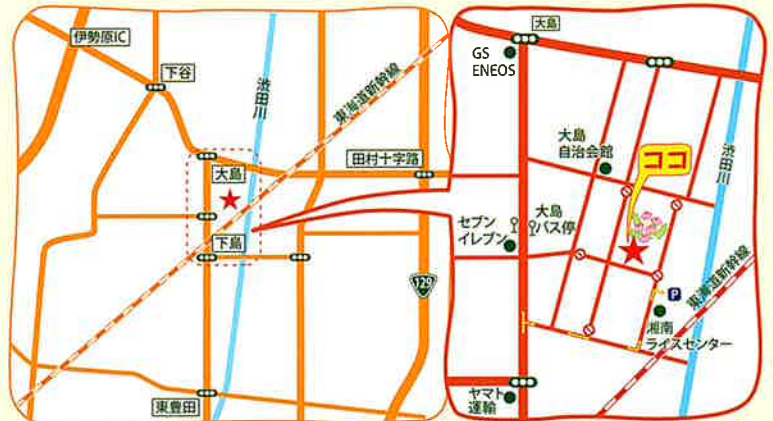 伊勢原IC
下谷
渋田川
東海道新幹線
大島
田村十字路
下島
129
東豊田
大島
GS
ENEOS
大島
自治会館
ココ
渋田川
セブン
イレブン
大島
バス停
P
東海道新幹線
湘南
ライスセンター
ヤマト
運輸